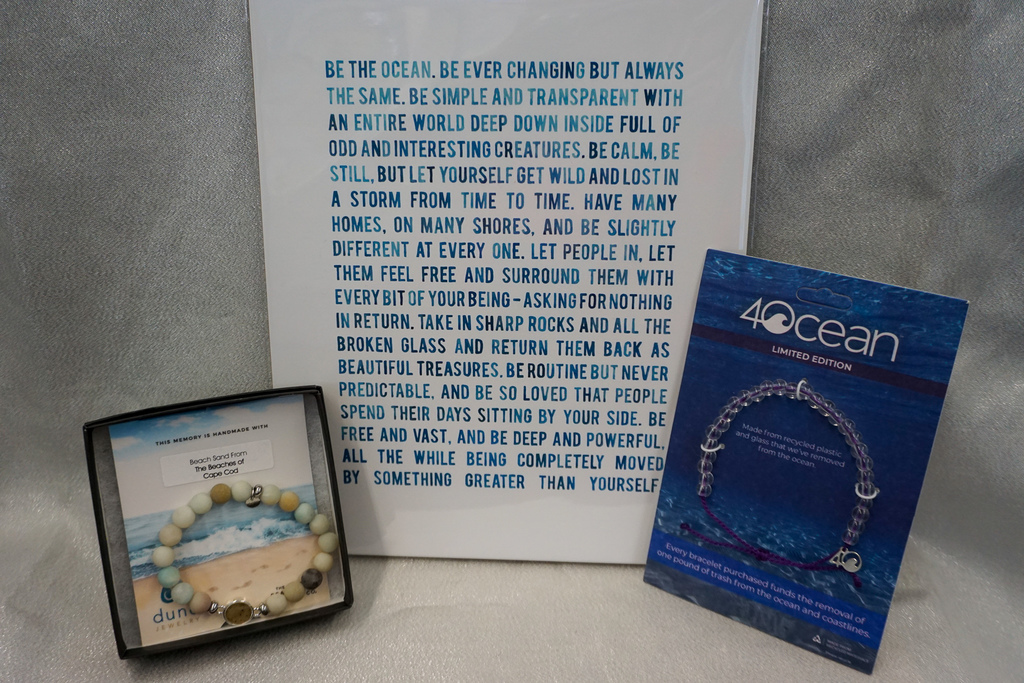 BE THE OCEAN. BE EVER CHANGING BUT ALWAYS
THE SAME. BE SIMPLE AND TRANSPARENT WITH
AN ENTIRE WORLD DEEP DOWN INSIDE FULL OF
ODD AND INTERESTING CREATURES. BE CALM, BE
STILL, BUT LET YOURSELF GET WILD AND LOST IN
A STORM FROM TIME TO TIME. HAVE MANY
HOMES, ON MANY SHORES, AND BE SLIGHTLY
DIFFERENT AT EVERY ONE. LET PEOPLE IN, LET
THEM FEEL FREE AND SURROUND THEM WITH
EVERY BIT OF YOUR BEING – ASKING FOR NOTHING
IN RETURN. TAKE IN SHARP ROCKS AND ALL THE
BROKEN GLASS AND RETURN THEM BACK AS
BEAUTIFUL TREASURES. BE ROUTINE BUT NEVER
PREDICTABLE, AND BE SO LOVED THAT PEOPLE
SPEND THEIR DAYS SITTING BY YOUR SIDE. BE
FREE AND VAST, AND BE DEEP AND POWERFUL,
ALL THE WHILE BEING COMPLETELY MOVED
BY SOMETHING GREATER THAN YOURSELF.
THIS MEMORY IS HANDMADE WITH
Beach Sand From
The Beaches of
Cape Cod
JEWELRY
4Ocean
LIMITED EDITION
Made from recycled plastic
and glass that we've removed
from the ocean.
4O
Every bracelet purchased funds the removal of
one pound of trash from the ocean and coastlines.